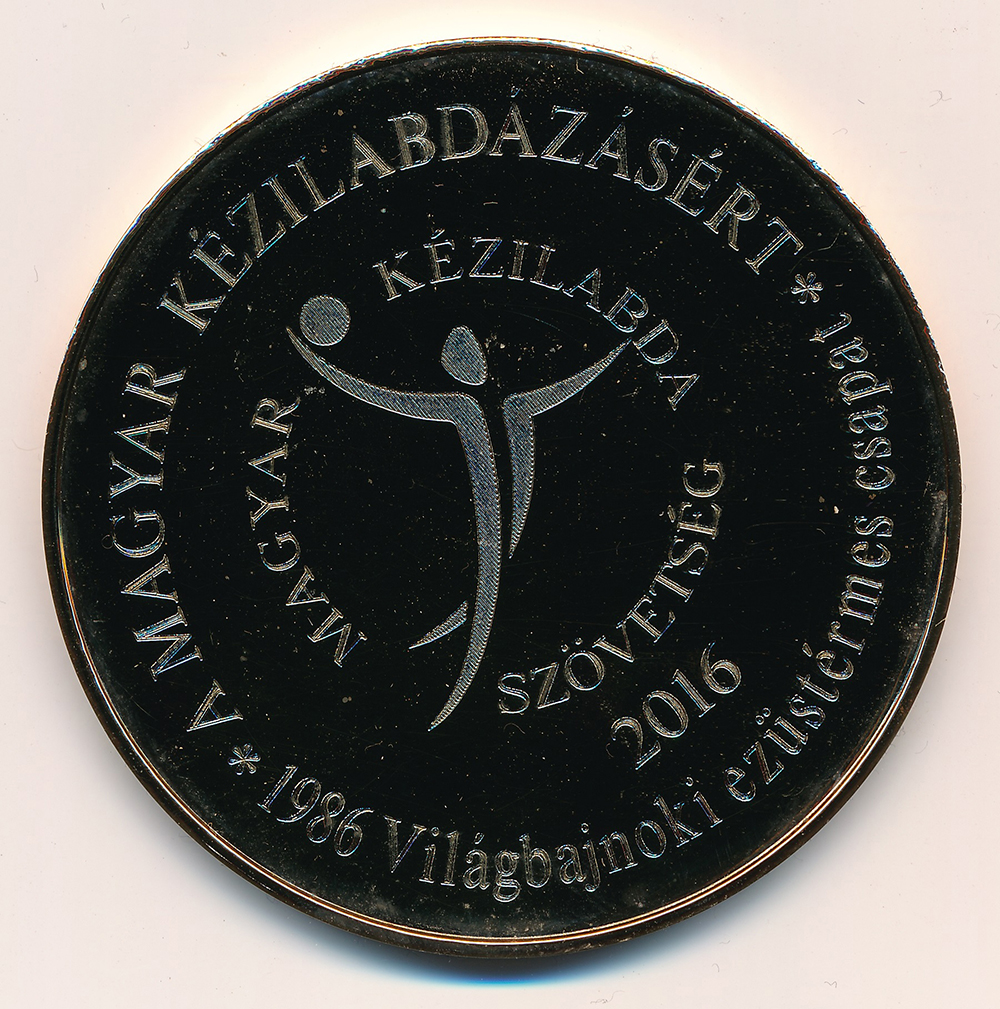 A MAGYAR KÉZILABDÁZÁSÉRT
* 1986 Világbajnoki ezüstérmes csapat *
MAGYAR KÉZILABDA SZÖVETSÉG
2016